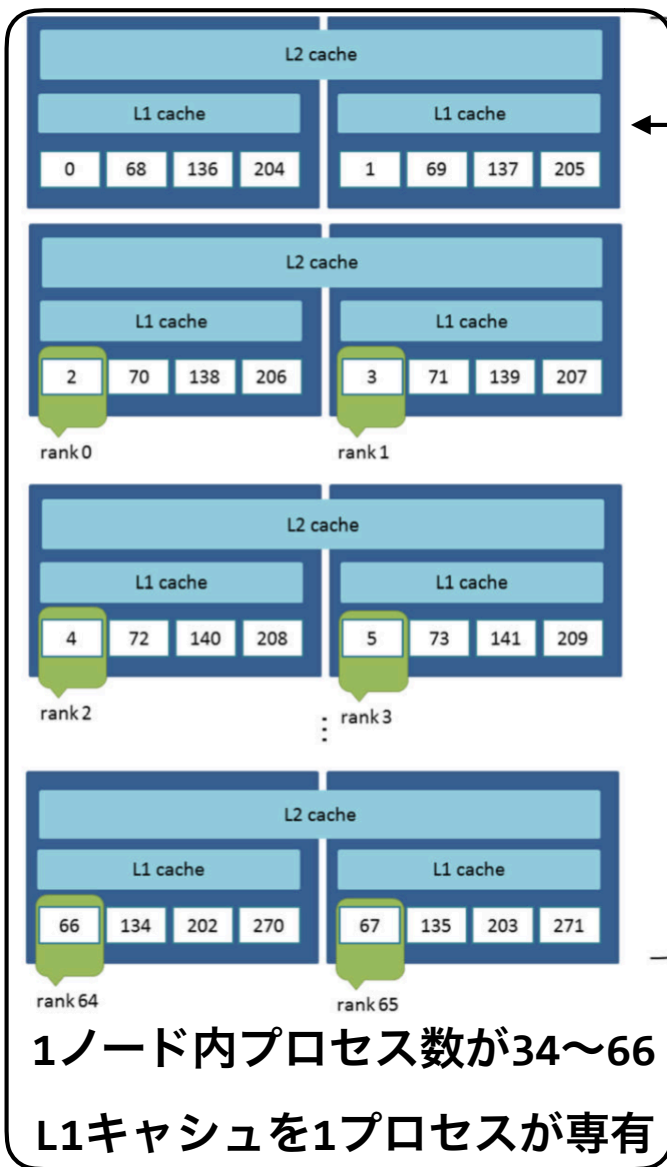 L2 cache
L1 cache L1 cache
0 68 136 204 1 69 137 205
L2 cache
L1 cache L1 cache
2 70 138 206 3 71 139 207
rank 0 rank 1
L2 cache
L1 cache L1 cache
4 72 140 208 5 73 141 209
rank 2 rank 3
⋮
L2 cache
L1 cache L1 cache
66 134 202 270 67 135 203 271
rank 64 rank 65
1ノード内プロセス数が34〜66
L1キャシュを1プロセスが専有